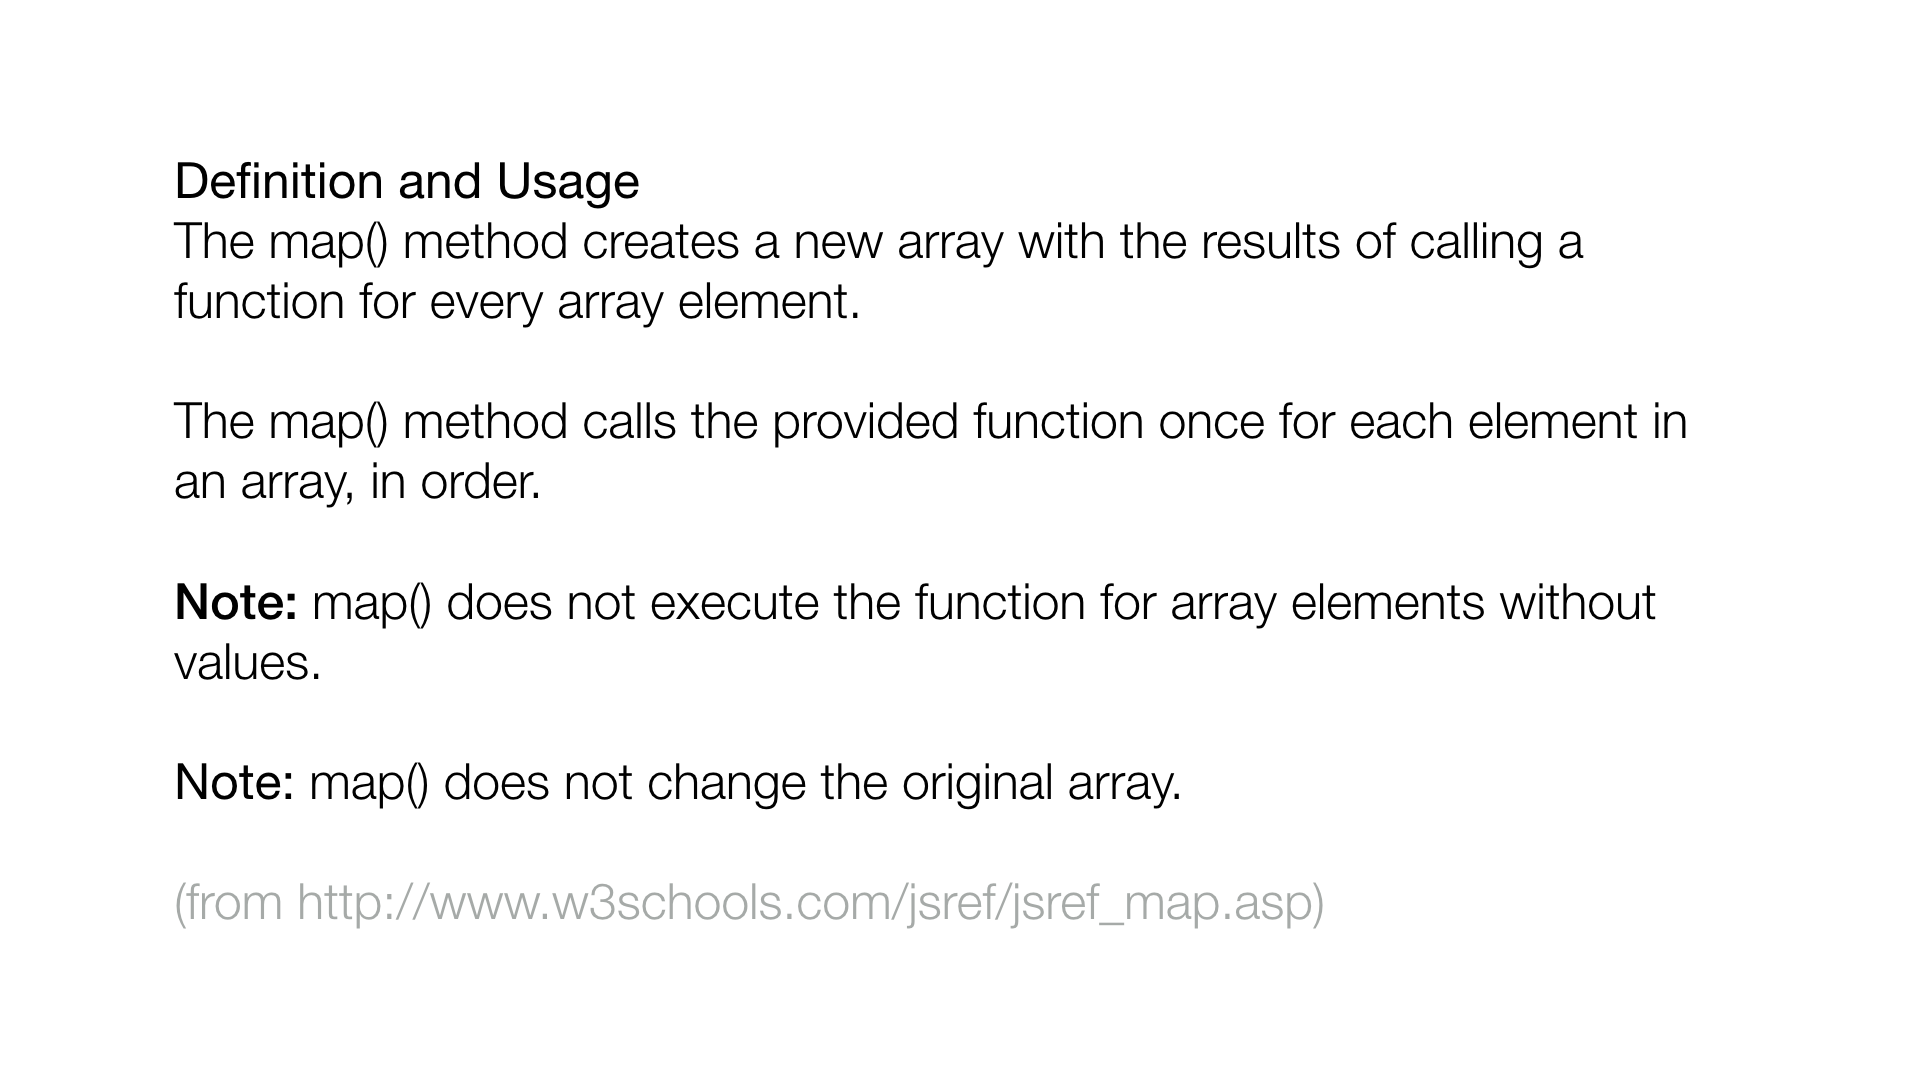 Definition and Usage
The map() method creates a new array with the results of calling a
function for every array element.
The map() method calls the provided function once for each element in
an array, in order.
Note: map() does not execute the function for array elements without
values.
Note: map() does not change the original array.
(from http://www.w3schools.com/jsref/jsref_map.asp)